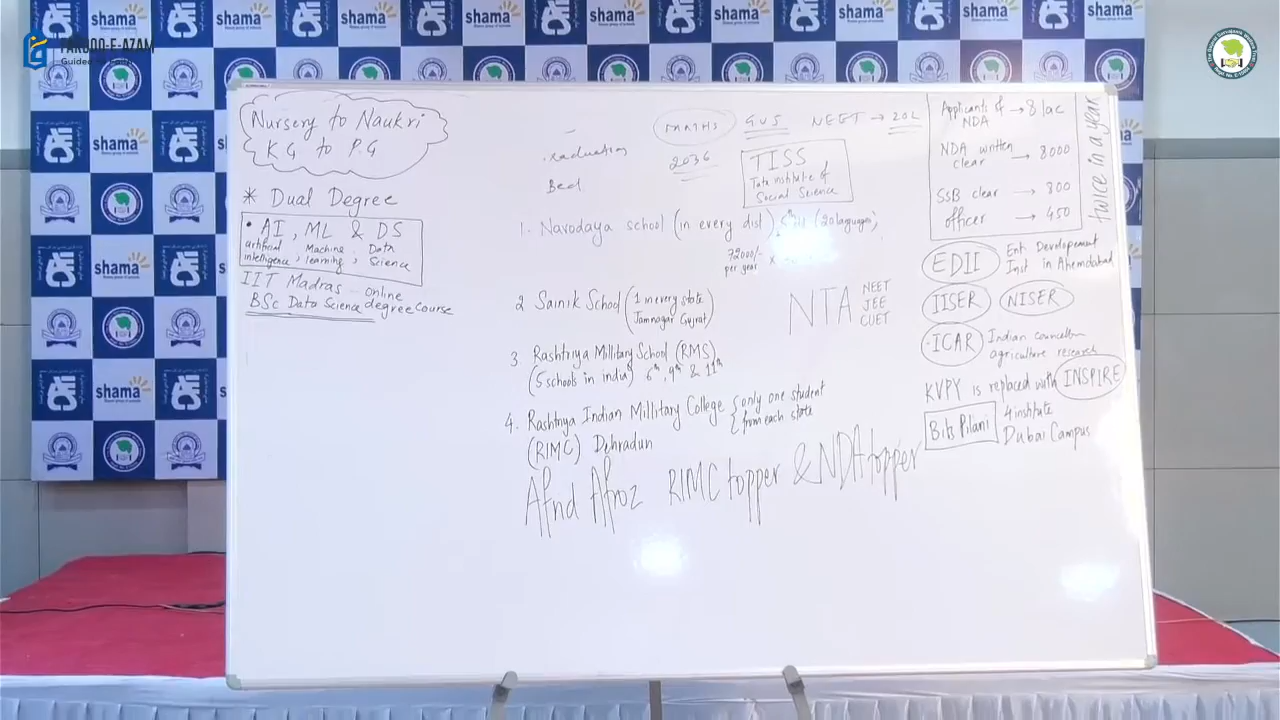 FAROOQ-E-AZAM
shama
Nursery to Naukri
KG to P.G
* Dual Degree
• AI, ML & DS
artificial intelligence, Machine learning, Data Science
IIT Madras - online
BSc Data Science degree course
Bed
MATHS
2036
GVS
NEET → 20L
TISS
Tata institute of
Social Science
1. Navodaya school (in every dist) (20 languages)
72000/-
per year x
2 Sainik School (1 in every state
Jamnagar Gujrat)
NTA NEET
JEE
CUET
3 Rashtriya Military School (RMS)
(5 schools in india) 6th, 9th & 11th
4. Rashtriya Indian Millitary College { only one student
from each state
(RIMC) Dehradun
Afnd Afroz RIMC topper & NDA topper
Applicants of NDA → 8 lac
NDA written clear → 8000
SSB clear → 800
officer → 450
twice in a year
EDII Ent. Developement
Inst in Ahemdabad
IISER NISER
ICAR Indian councellor
agriculture research
KVPY is replaced with INSPIRE
Bits Pilani 4 institute
Dubai Campus